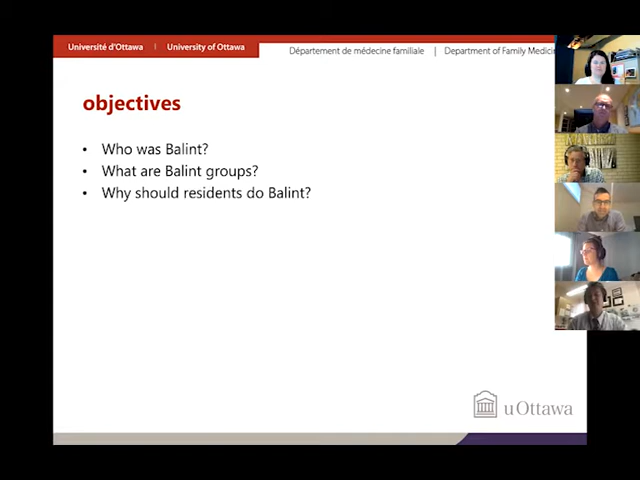 Université d'Ottawa | University of Ottawa
Département de médecine familiale | Department of Family Medicin
objectives
• Who was Balint?
• What are Balint groups?
• Why should residents do Balint?
uOttawa